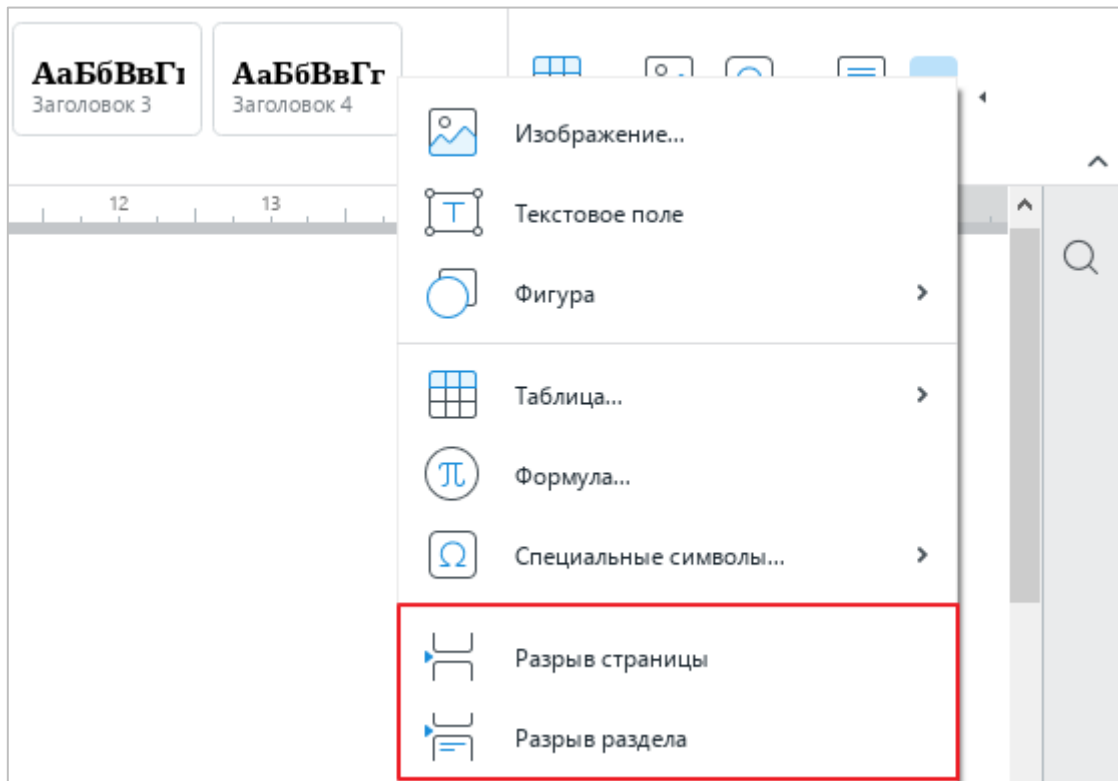 АаБбВвГг
АаБбВвГг
Заголовок 3
Заголовок 4
12
13
Изображение...
Текстовое поле
Фигура
Таблица...
Формула...
Специальные символы...
Разрыв страницы
Разрыв раздела